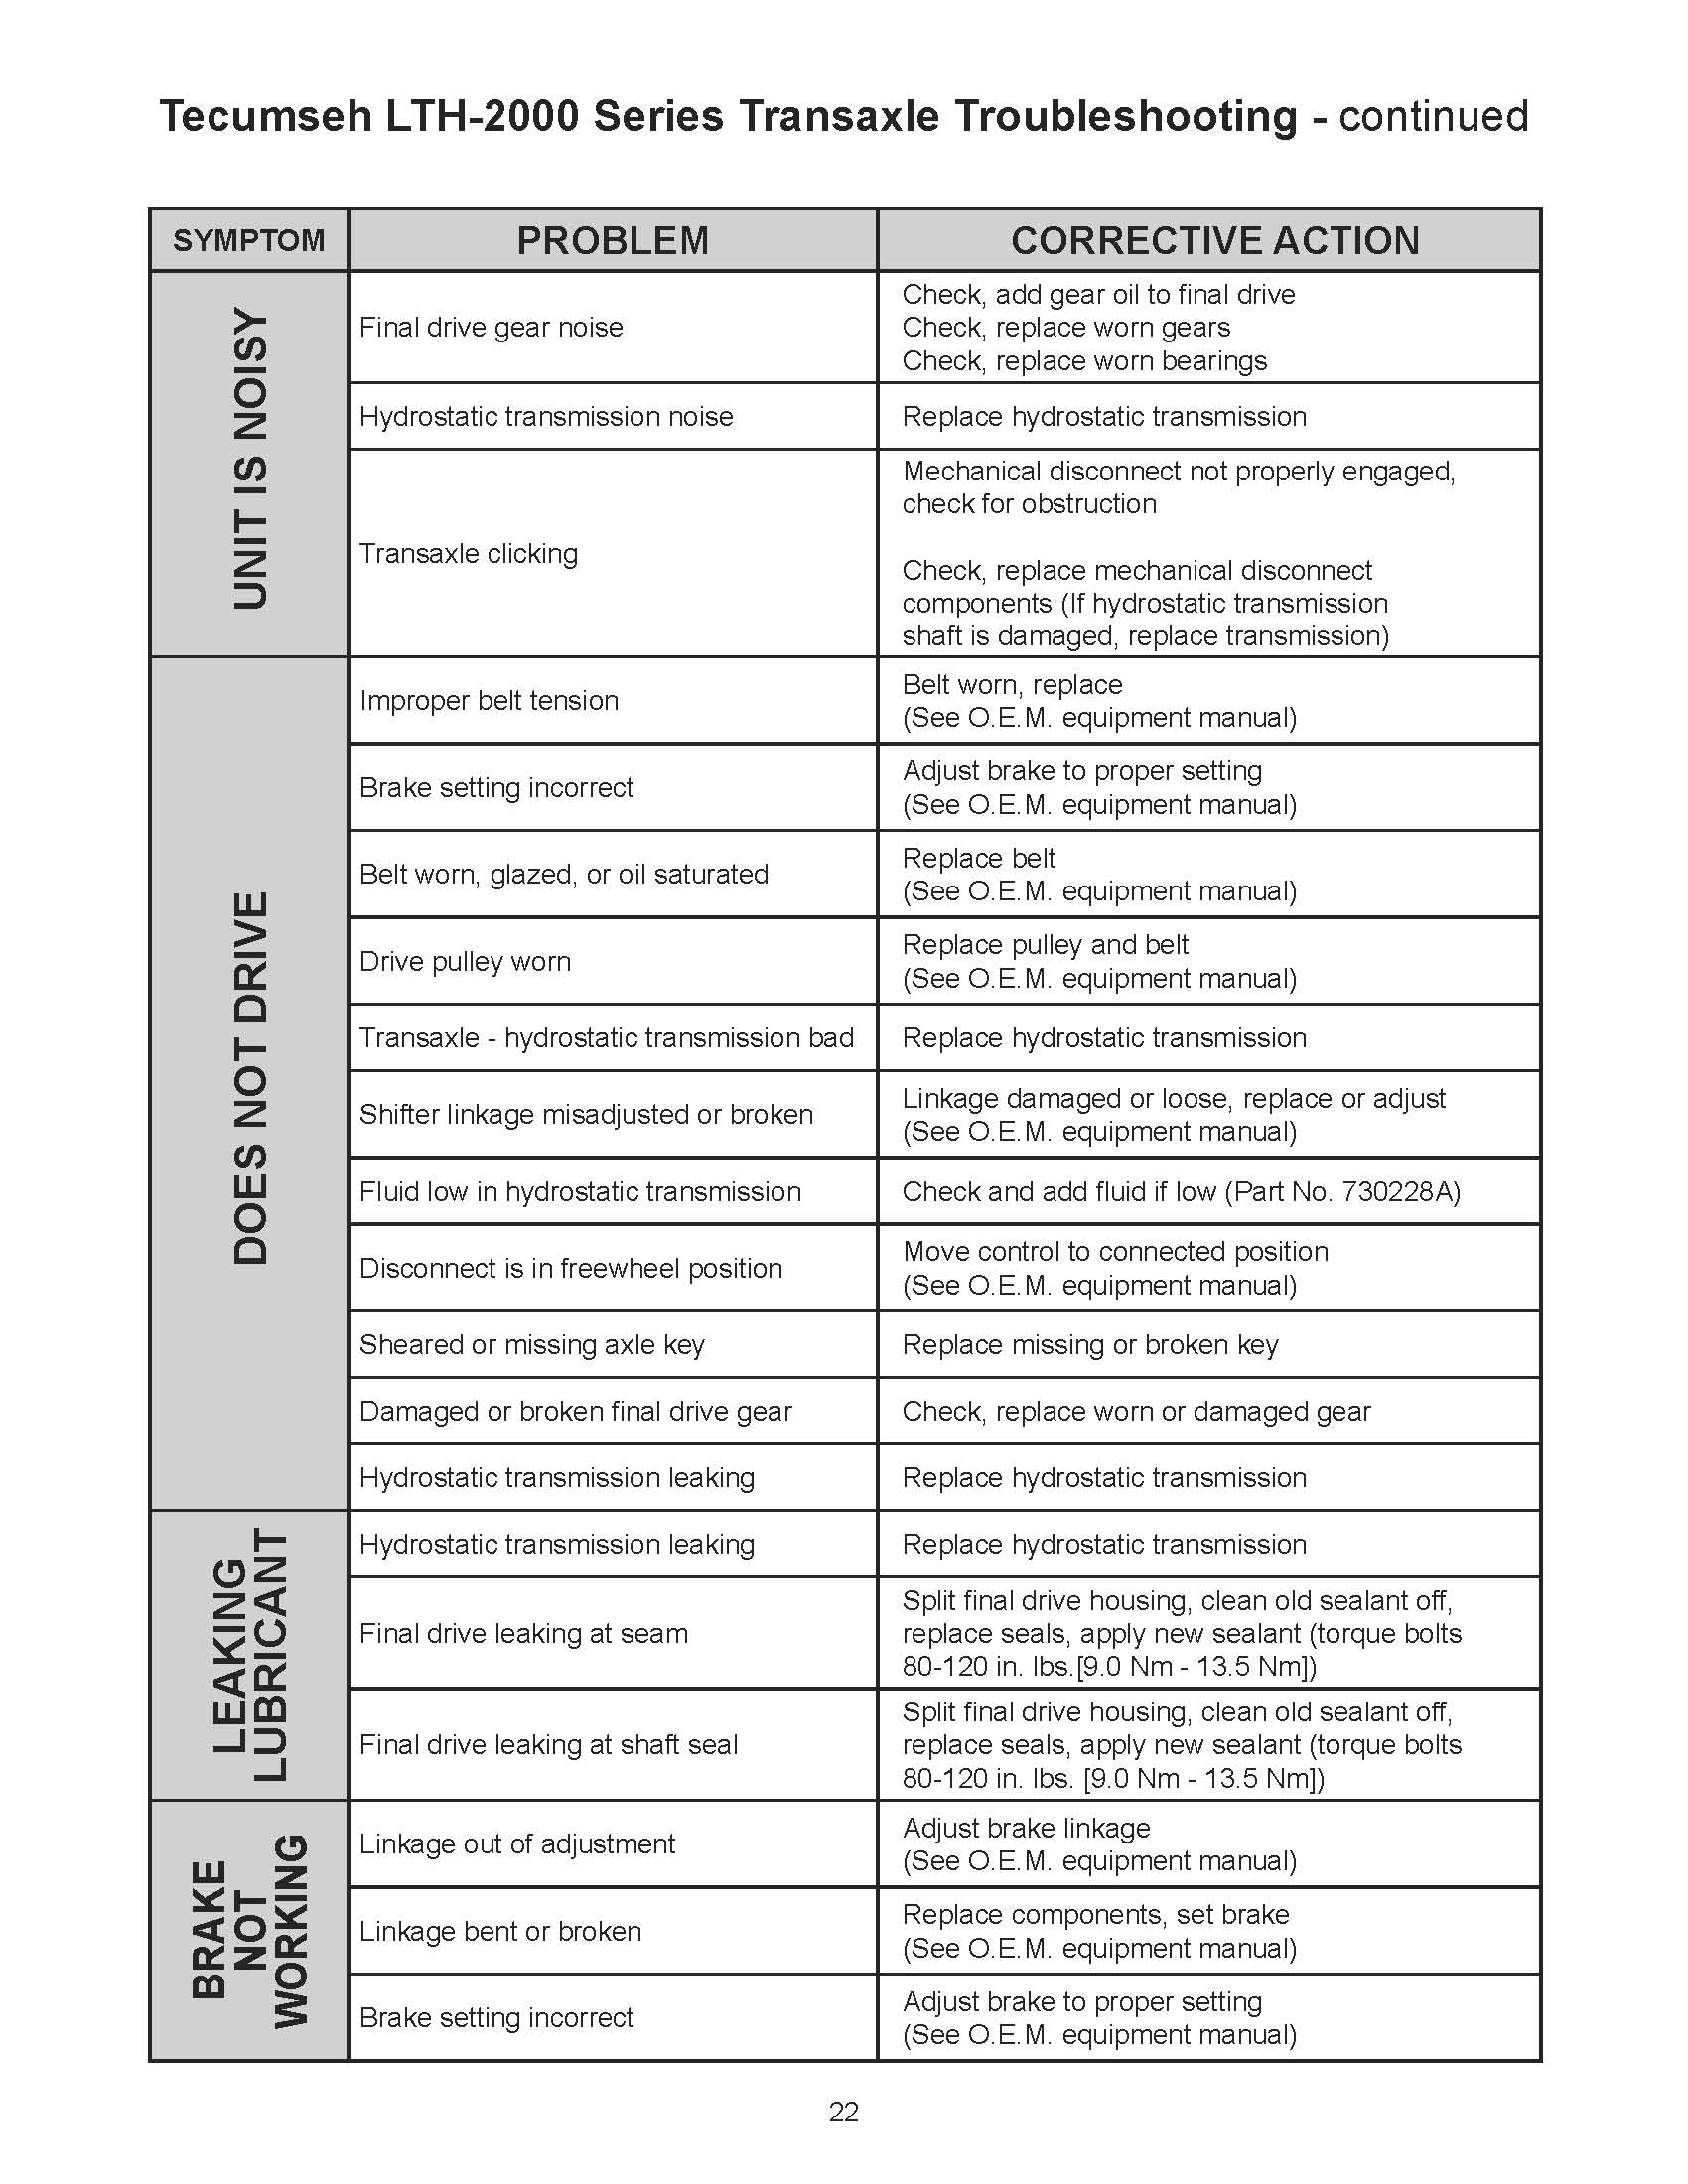 Tecumseh LTH-2000 Series Transaxle Troubleshooting - continued
SYMPTOM
PROBLEM
CORRECTIVE ACTION
UNIT IS NOISY
Final drive gear noise
Check, add gear oil to final drive
Check, replace worn gears
Check, replace worn bearings
Hydrostatic transmission noise
Replace hydrostatic transmission
Transaxle clicking
Mechanical disconnect not properly engaged,
check for obstruction
Check, replace mechanical disconnect
components (If hydrostatic transmission
shaft is damaged, replace transmission)
DOES NOT DRIVE
Improper belt tension
Belt worn, replace
(See O.E.M. equipment manual)
Brake setting incorrect
Adjust brake to proper setting
(See O.E.M. equipment manual)
Belt worn, glazed, or oil saturated
Replace belt
(See O.E.M. equipment manual)
Drive pulley worn
Replace pulley and belt
(See O.E.M. equipment manual)
Transaxle - hydrostatic transmission bad
Replace hydrostatic transmission
Shifter linkage misadjusted or broken
Linkage damaged or loose, replace or adjust
(See O.E.M. equipment manual)
Fluid low in hydrostatic transmission
Check and add fluid if low (Part No. 730228A)
Disconnect is in freewheel position
Move control to connected position
(See O.E.M. equipment manual)
Sheared or missing axle key
Replace missing or broken key
Damaged or broken final drive gear
Check, replace worn or damaged gear
Hydrostatic transmission leaking
Replace hydrostatic transmission
LEAKING
LUBRICANT
Hydrostatic transmission leaking
Replace hydrostatic transmission
Final drive leaking at seam
Split final drive housing, clean old sealant off,
replace seals, apply new sealant (torque bolts
80-120 in. lbs.[9.0 Nm - 13.5 Nm])
Final drive leaking at shaft seal
Split final drive housing, clean old sealant off,
replace seals, apply new sealant (torque bolts
80-120 in. lbs. [9.0 Nm - 13.5 Nm])
BRAKE
NOT
WORKING
Linkage out of adjustment
Adjust brake linkage
(See O.E.M. equipment manual)
Linkage bent or broken
Replace components, set brake
(See O.E.M. equipment manual)
Brake setting incorrect
Adjust brake to proper setting
(See O.E.M. equipment manual)
22